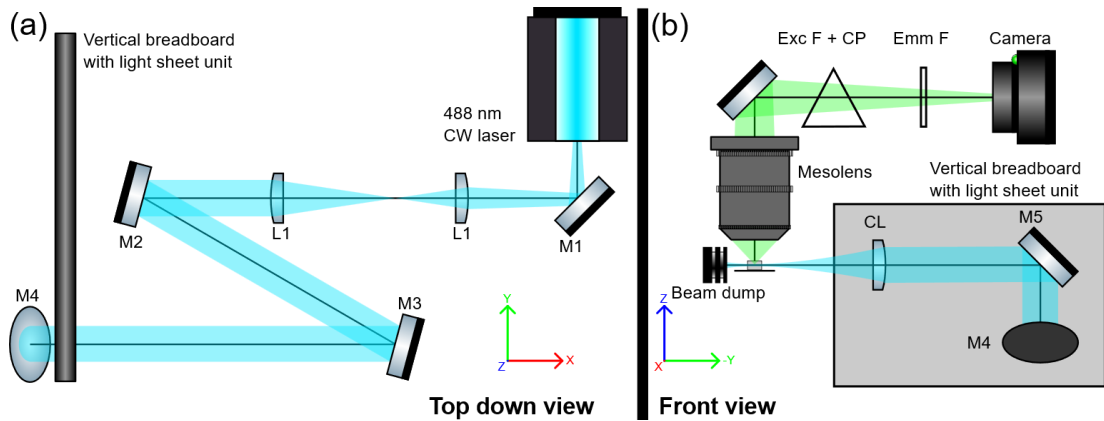 (a)
Vertical breadboard
with light sheet unit
488 nm
CW laser
M2
L1
L1
M1
M4
M3
Y
X
Z
Top down view
(b)
Exc F + CP
Emm F
Camera
Mesolens
Vertical breadboard
with light sheet unit
CL
M5
Beam dump
M4
Z
X
-Y
Front view